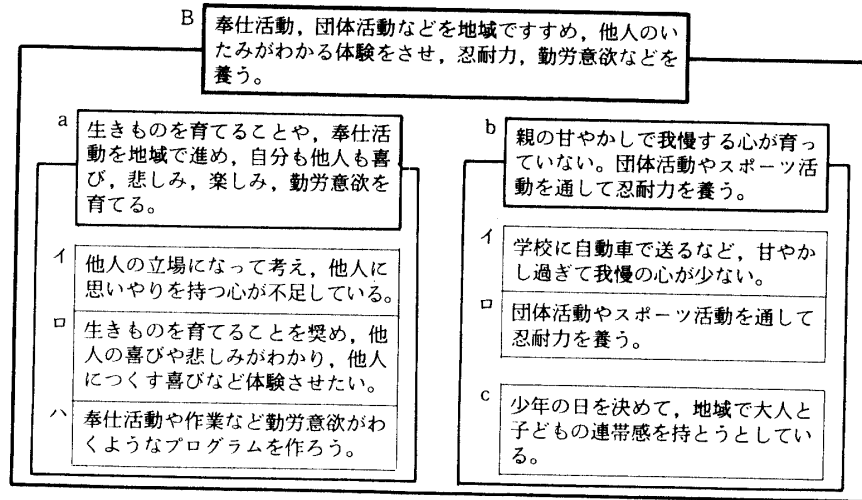 B
奉仕活動，団体活動などを地域ですすめ，他人のい
たみがわかる体験をさせ，忍耐力，勤労意欲などを
養う。
a
生きものを育てることや，奉仕活
動を地域で進め，自分も他人も喜
び，悲しみ，楽しみ，勤労意欲を
育てる。
イ
他人の立場になって考え，他人に
思いやりを持つ心が不足している。
ロ
生きものを育てることを奨め，他
人の喜びや悲しみがわかり，他人
につくす喜びなど体験させたい。
ハ
奉仕活動や作業など勤労意欲がわ
くようなプログラムを作ろう。
b
親の甘やかしで我慢する心が育っ
ていない。団体活動やスポーツ活
動を通して忍耐力を養う。
イ
学校に自動車で送るなど，甘やか
し過ぎて我慢の心が少ない。
ロ
団体活動やスポーツ活動を通して
忍耐力を養う。
c
少年の日を決めて，地域で大人と
子どもの連帯感を持とうとしてい
る。